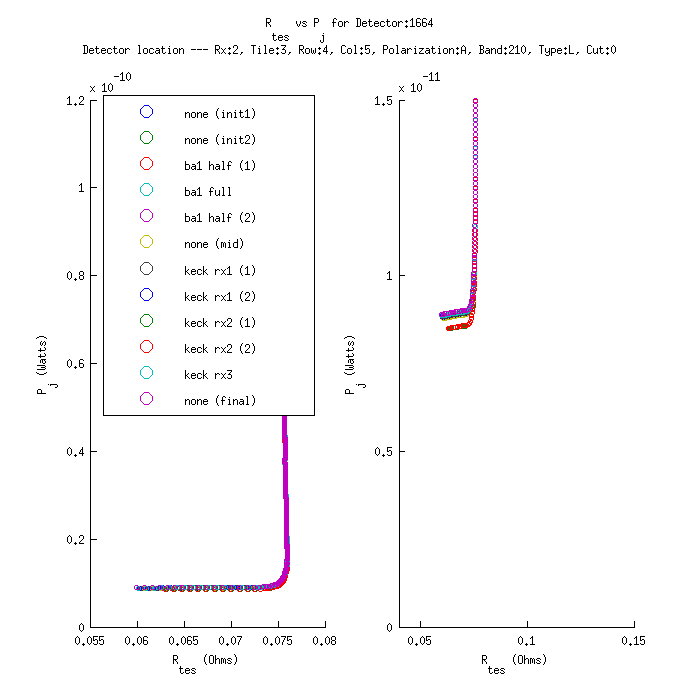 R_tes vs P_j for Detector:1664
Detector location --- Rx:2, Tile:3, Row:4, Col:5, Polarization:A, Band:210, Type:L, Cut:0
x 10^-10
1.2
1
0.8
0.6
0.4
0.2
0
P_j (Watts)
none (init1)
none (init2)
ba1 half (1)
ba1 full
ba1 half (2)
none (mid)
keck rx1 (1)
keck rx1 (2)
keck rx2 (1)
keck rx2 (2)
keck rx3
none (final)
0.055 0.06 0.065 0.07 0.075 0.08
R_tes (Ohms)
x 10^-11
1.5
1
0.5
0
P_j (Watts)
0.05 0.1 0.15
R_tes (Ohms)